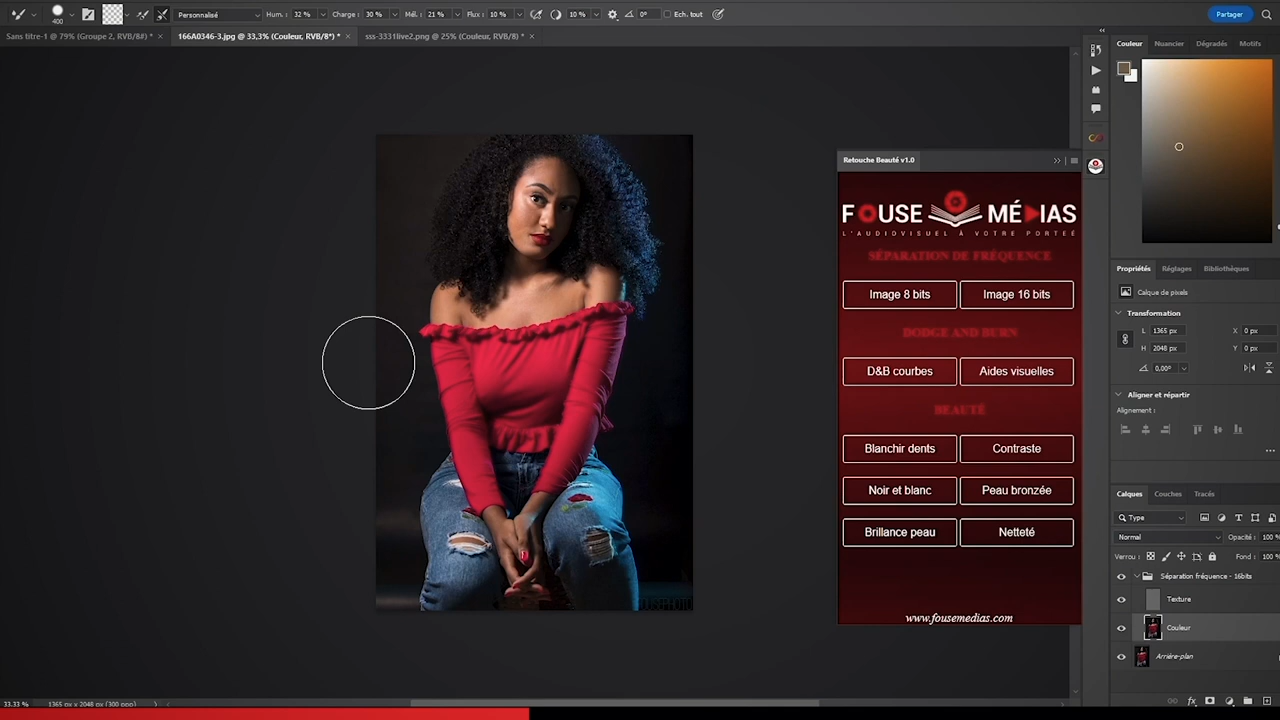 400
Personnalisé
Hum. : 32 %
Charge : 30 %
Mél. : 21 %
Flux : 10 %
10 %
0°
Ech. tout
Partager
Sans titre-1 @ 79% (Groupe 2, RVB/8#) * ×
166A0346-3.jpg @ 33,3% (Couleur, RVB/8*) * ×
sss-3331live2.png @ 25% (Couleur, RVB/8) * ×
Couleur
Nuancier
Dégradés
Motifs
Retouche Beauté v1.0
FOUSE MÉDIAS
L'AUDIOVISUEL À VOTRE PORTÉE
SÉPARATION DE FRÉQUENCE
Image 8 bits
Image 16 bits
DODGE AND BURN
D&B courbes
Aides visuelles
BEAUTÉ
Blanchir dents
Contraste
Noir et blanc
Peau bronzée
Brillance peau
Netteté
www.fousemedias.com
Propriétés
Réglages
Bibliothèques
Calque de pixels
Transformation
L 1365 px
X 0 px
H 2048 px
Y 0 px
0,00°
Aligner et répartir
Alignement :
Calques
Couches
Tracés
Type
Normal
Opacité : 100 %
Verrou :
Fond : 100 %
Séparation fréquence - 16bits
Texture
Couleur
Arrière-plan
33.33 %
1365 px x 2048 px (300 ppp)